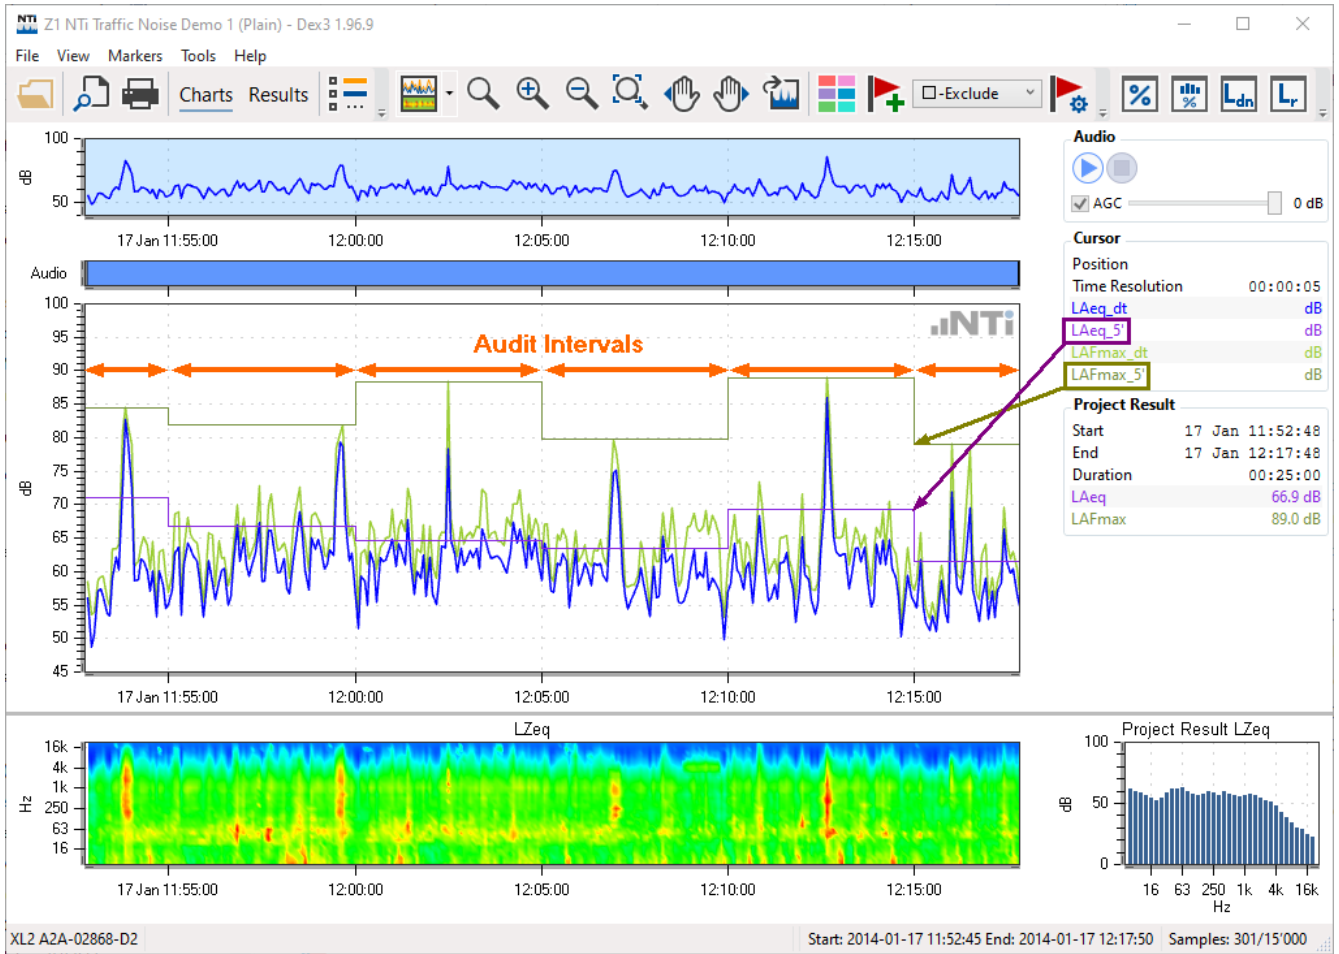 NTi Z1 NTi Traffic Noise Demo 1 (Plain) - Dex3 1.96.9
File View Markers Tools Help
Charts Results
-Exclude
%
%
Ldn
Lr
100
dB
50
17 Jan 11:55:00 12:00:00 12:05:00 12:10:00 12:15:00
Audio
100
95
90
85
80
75
70
65
60
55
50
45
dB
NTi
Audit Intervals
17 Jan 11:55:00 12:00:00 12:05:00 12:10:00 12:15:00
Audio
AGC 0 dB
Cursor
Position
Time Resolution 00:00:05
LAeq_dt dB
LAeq_5' dB
LAFmax_dt dB
LAFmax_5' dB
Project Result
Start 17 Jan 11:52:48
End 17 Jan 12:17:48
Duration 00:25:00
LAeq 66.9 dB
LAFmax 89.0 dB
LZeq
16k
4k
1k
250
63
16
Hz
17 Jan 11:55:00 12:00:00 12:05:00 12:10:00 12:15:00
Project Result LZeq
100
50
0
dB
16 63 250 1k 4k 16k
Hz
XL2 A2A-02868-D2
Start: 2014-01-17 11:52:45 End: 2014-01-17 12:17:50 Samples: 301/15'000